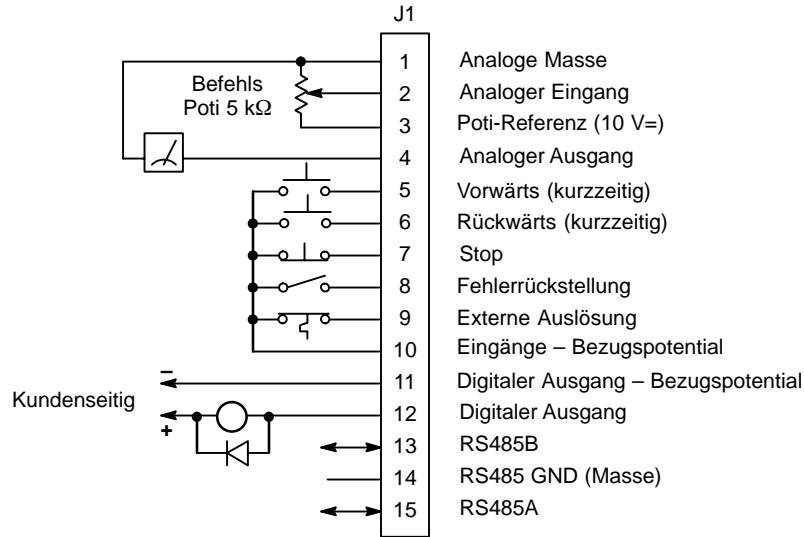 J1
1 Analoge Masse
Befehls
Poti 5 kΩ
2 Analoger Eingang
3 Poti-Referenz (10 V=)
4 Analoger Ausgang
5 Vorwärts (kurzzeitig)
6 Rückwärts (kurzzeitig)
7 Stop
8 Fehlerrückstellung
9 Externe Auslösung
10 Eingänge – Bezugspotential
–
11 Digitaler Ausgang – Bezugspotential
Kundenseitig
+
12 Digitaler Ausgang
13 RS485B
14 RS485 GND (Masse)
15 RS485A